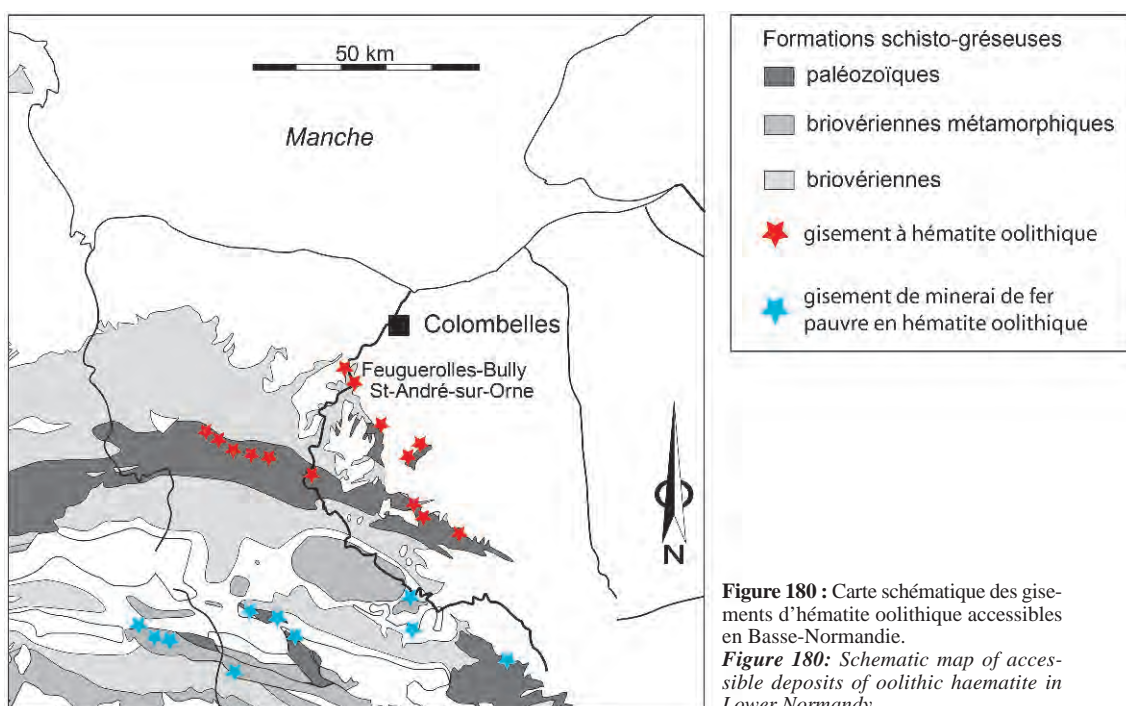 50 km
Manche
Colombelles
Feuguerolles-Bully
St-André-sur-Orne
N
Formations schisto-gréseuses
paléozoïques
briovériennes métamorphiques
briovériennes
gisement à hématite oolithique
gisement de minerai de fer
pauvre en hématite oolithique
Figure 180 : Carte schématique des gise-
ments d'hématite oolithique accessibles
en Basse-Normandie.
Figure 180: Schematic map of acces-
sible deposits of oolithic haematite in
Lower Normandy